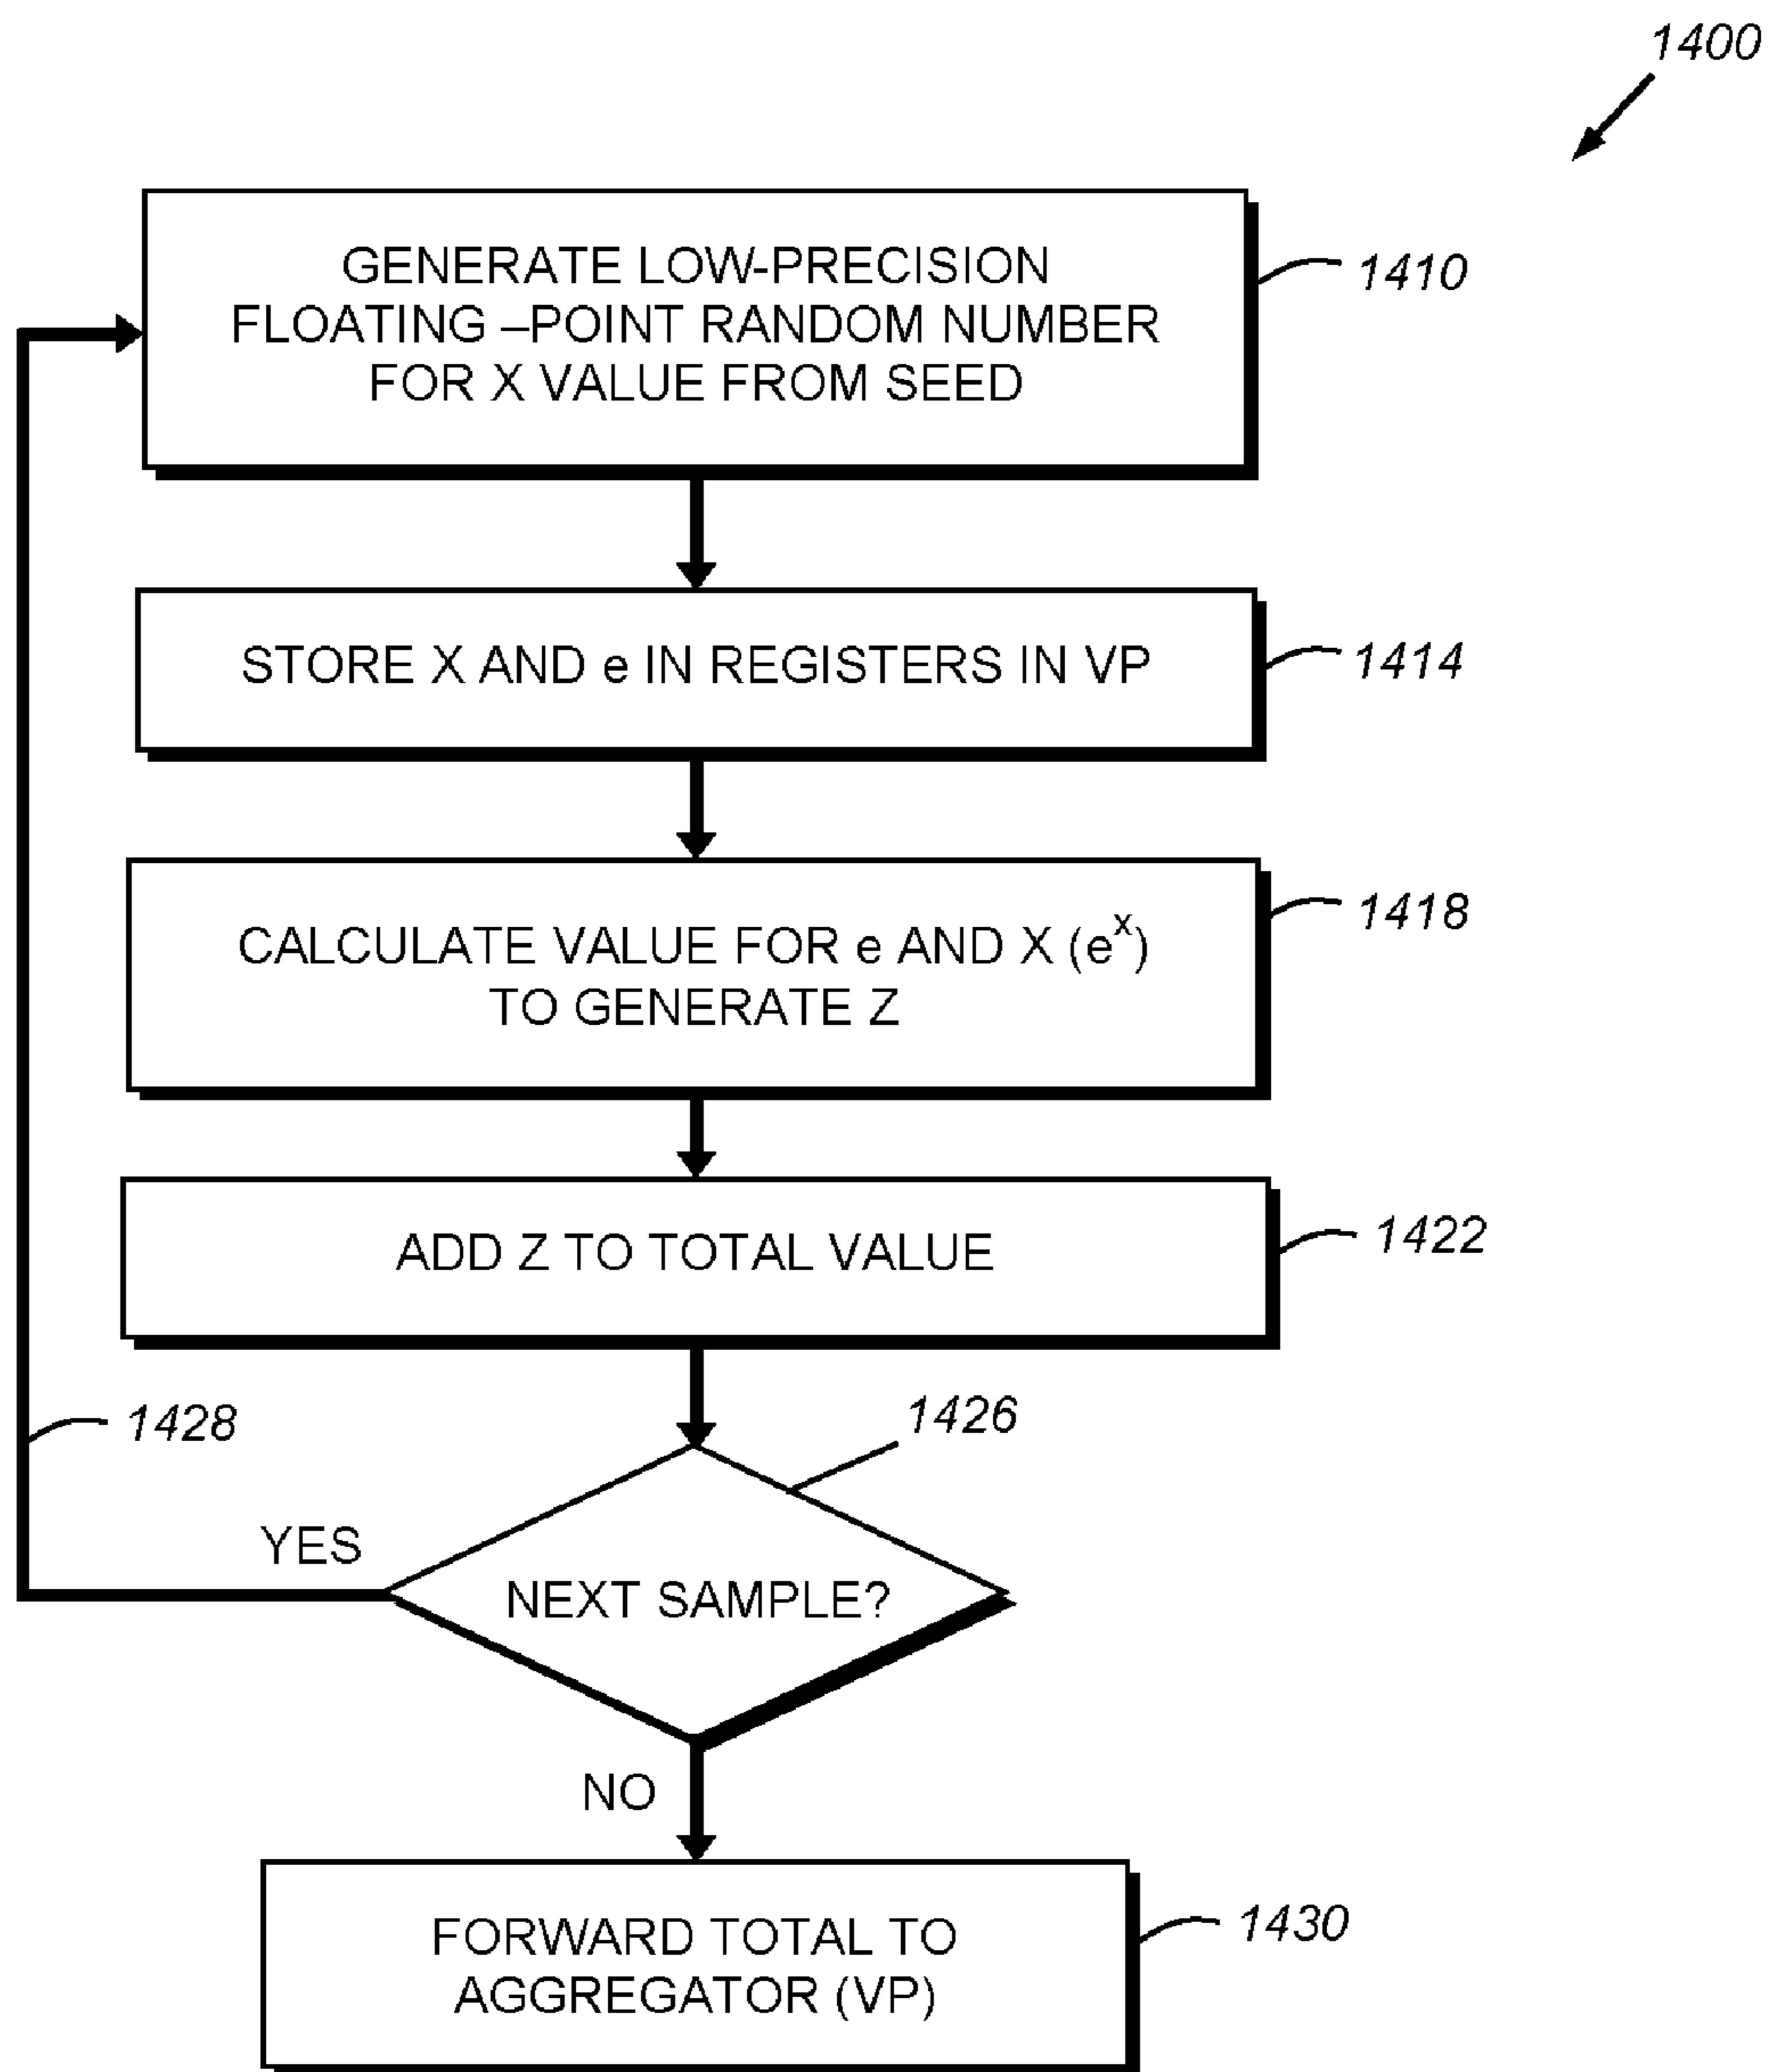 1400
GENERATE LOW-PRECISION
FLOATING –POINT RANDOM NUMBER
FOR X VALUE FROM SEED
1410
STORE X AND e IN REGISTERS IN VP
1414
CALCULATE VALUE FOR e AND X (e^x)
TO GENERATE Z
1418
ADD Z TO TOTAL VALUE
1422
1428
1426
YES
NEXT SAMPLE?
NO
FORWARD TOTAL TO
AGGREGATOR (VP)
1430